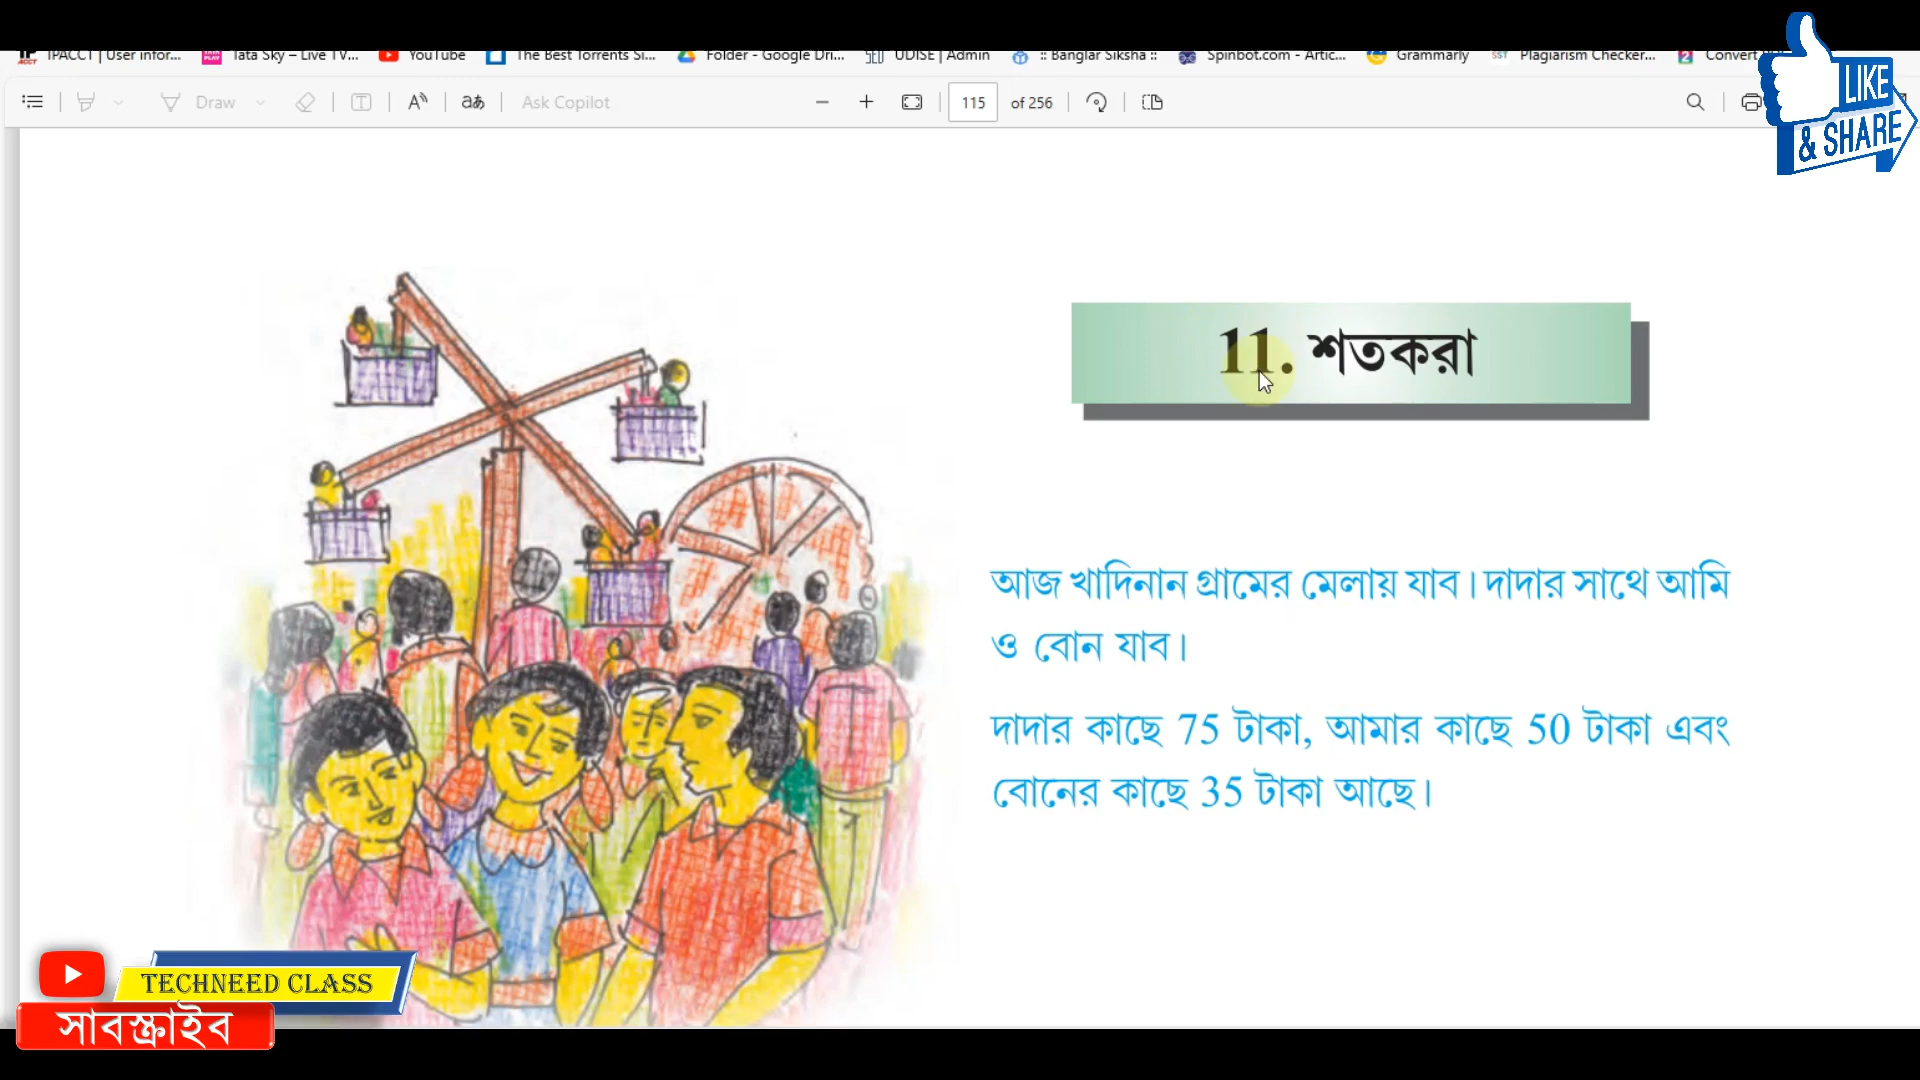 IPACCT | User infor...
Tata Sky – Live TV...
YouTube
The Best Torrents Si...
Folder - Google Dri...
UDISE | Admin
:: Banglar Siksha ::
Spinbot.com - Artic...
Grammarly
Plagiarism Checker...
Draw
Ask Copilot
115 of 256
LIKE
& SHARE
11. শতকরা
আজ খাদিনান গ্রামের মেলায় যাব। দাদার সাথে আমি
ও বোন যাব।
দাদার কাছে 75 টাকা, আমার কাছে 50 টাকা এবং
বোনের কাছে 35 টাকা আছে।
TECHNEED CLASS
সাবস্ক্রাইব